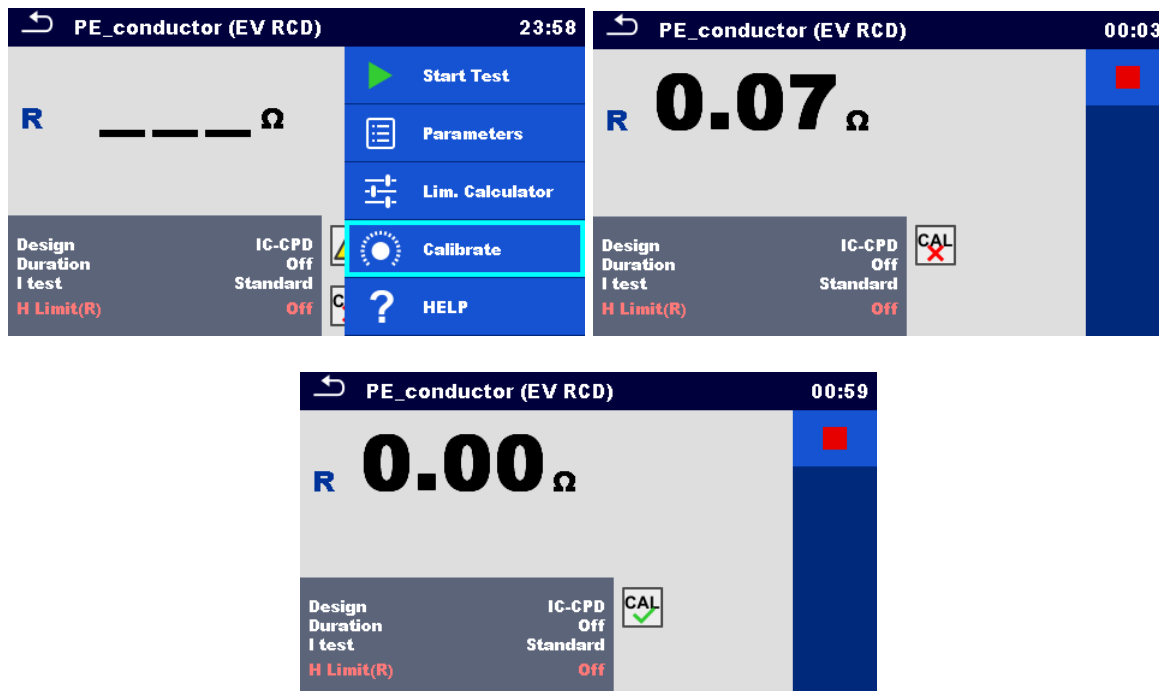 PE_conductor (EV RCD) 23:58
R ___ Ω
Start Test
Parameters
Lim. Calculator
Calibrate
HELP
Design IC-CPD
Duration Off
I test Standard
H Limit(R) Off
PE_conductor (EV RCD) 00:03
R 0.07 Ω
Design IC-CPD
Duration Off
I test Standard
H Limit(R) Off
CAL
PE_conductor (EV RCD) 00:59
R 0.00 Ω
Design IC-CPD
Duration Off
I test Standard
H Limit(R) Off
CAL